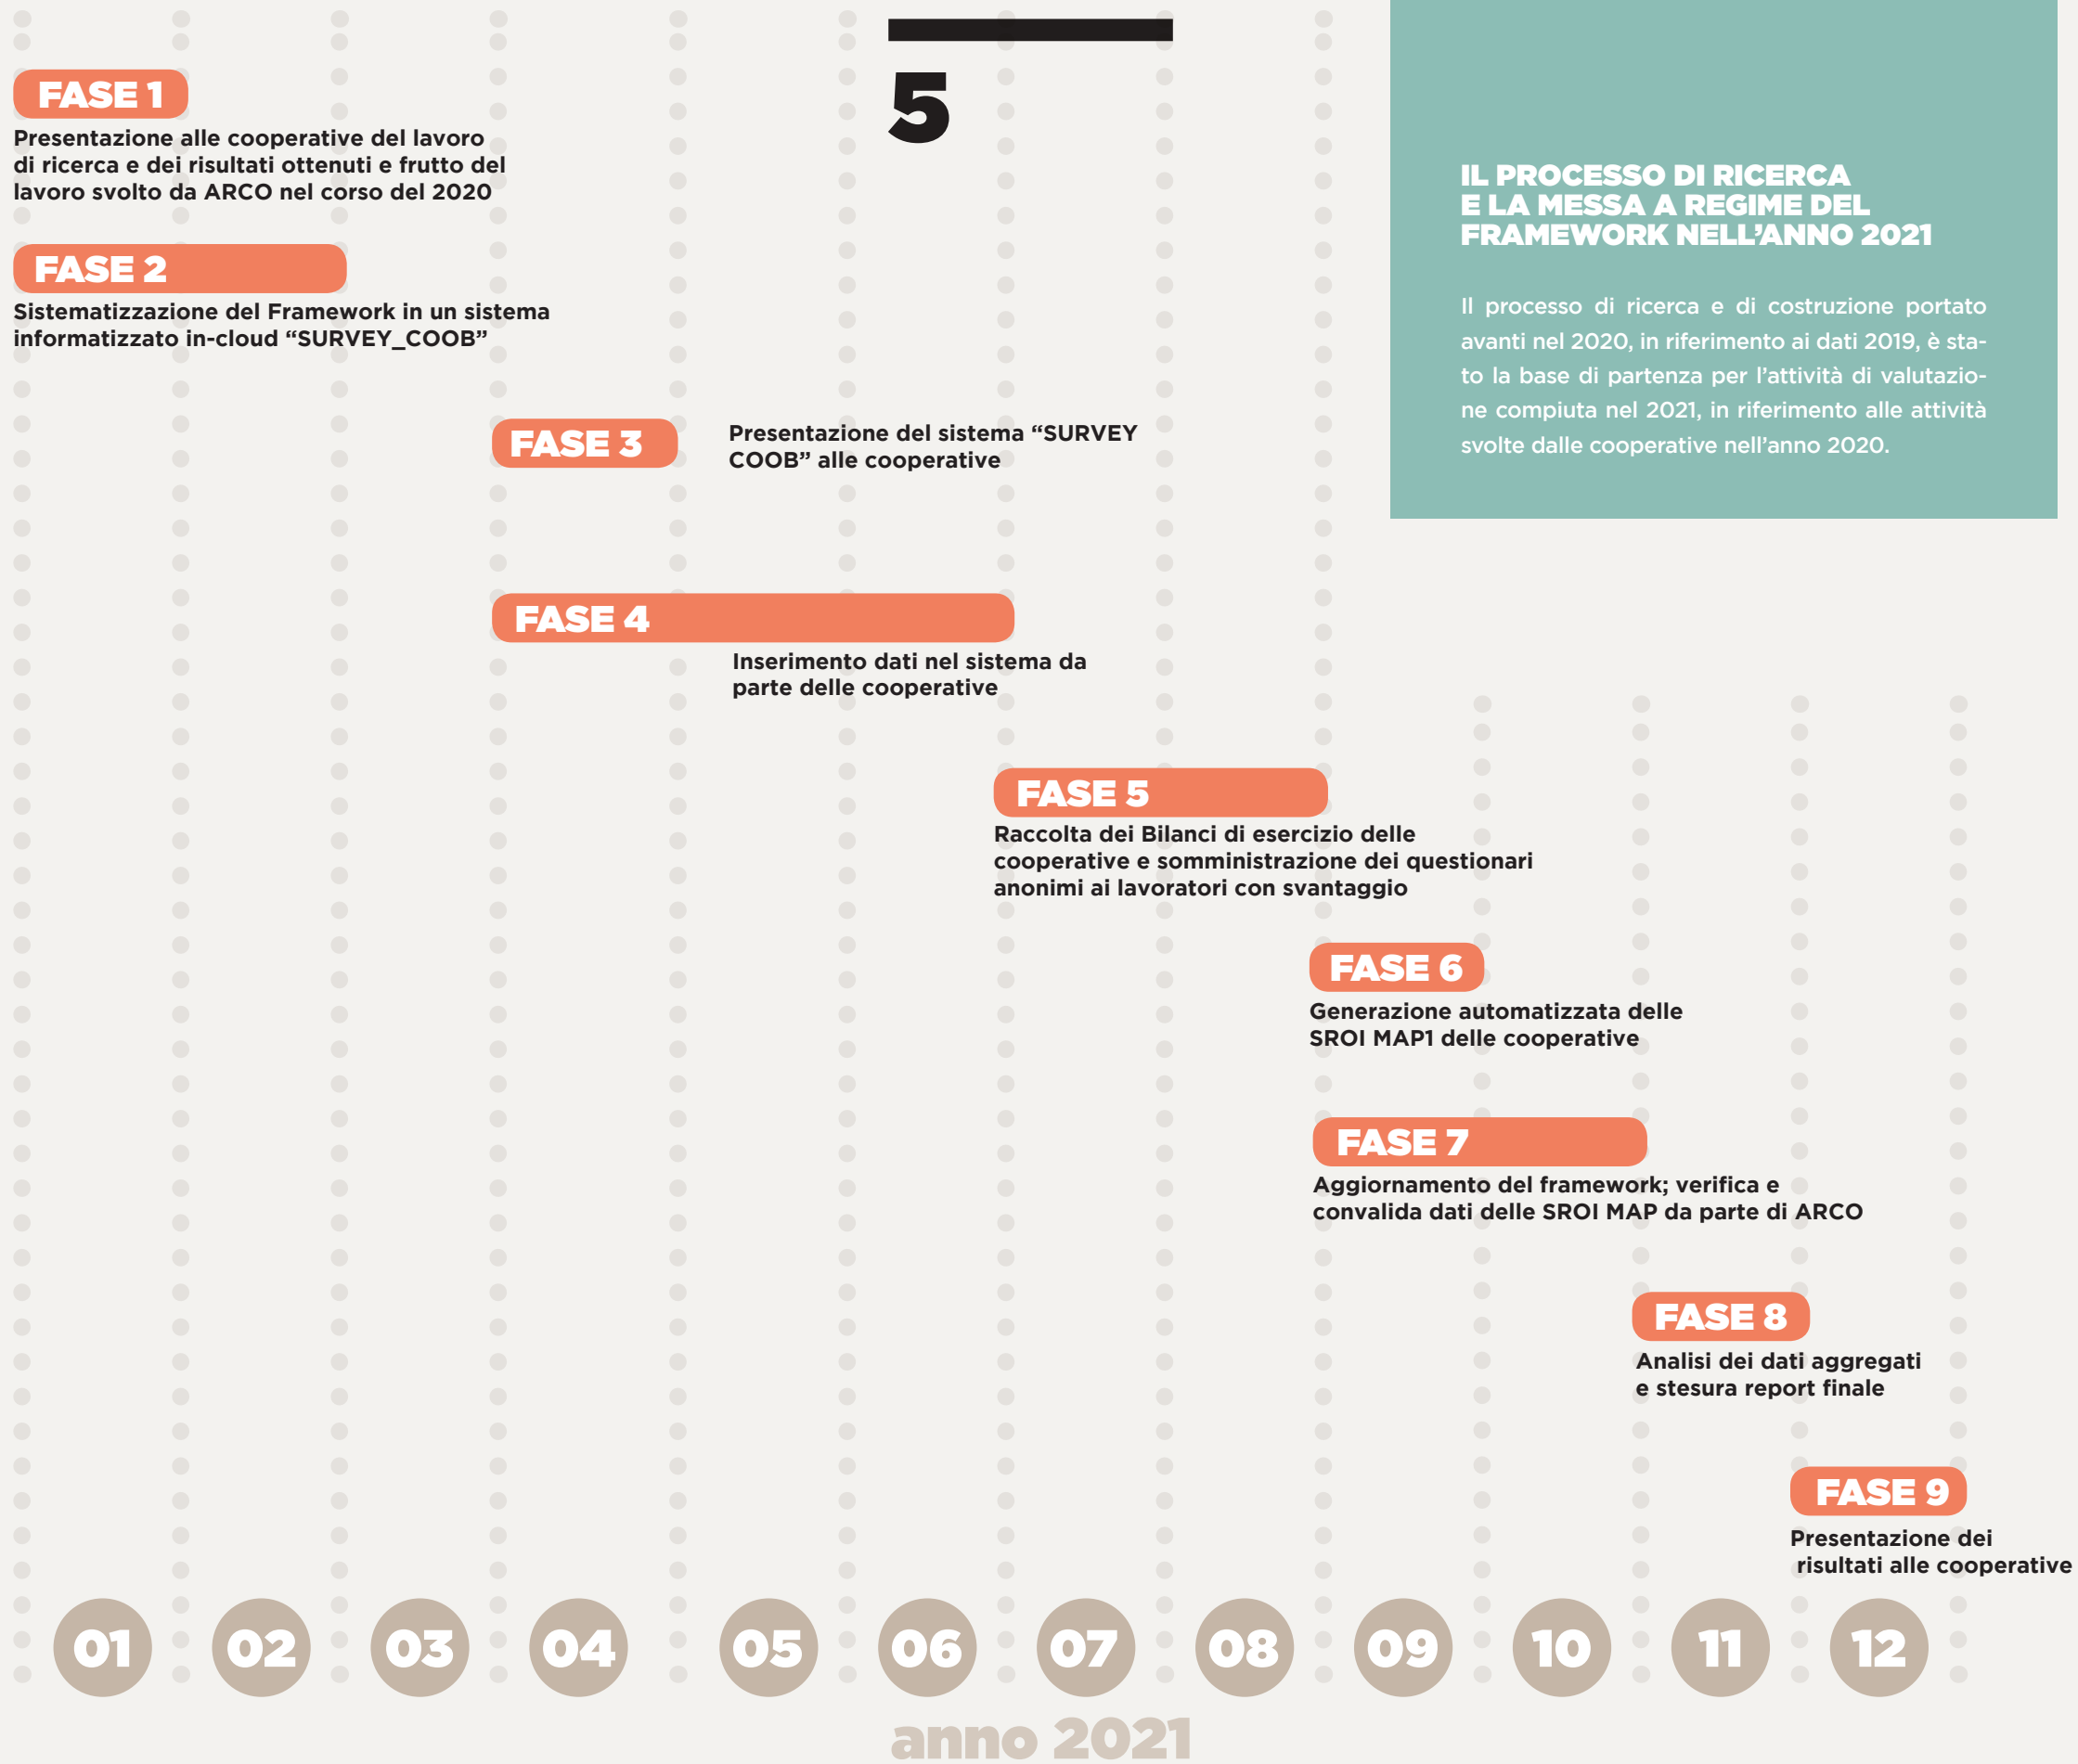 5
IL PROCESSO DI RICERCA
E LA MESSA A REGIME DEL
FRAMEWORK NELL’ANNO 2021
Il processo di ricerca e di costruzione portato
avanti nel 2020, in riferimento ai dati 2019, è sta-
to la base di partenza per l’attività di valutazio-
ne compiuta nel 2021, in riferimento alle attività
svolte dalle cooperative nell’anno 2020.
FASE 1
Presentazione alle cooperative del lavoro
di ricerca e dei risultati ottenuti e frutto del
lavoro svolto da ARCO nel corso del 2020
FASE 2
Sistematizzazione del Framework in un sistema
informatizzato in-cloud “SURVEY_COOB”
FASE 3
Presentazione del sistema “SURVEY
COOB” alle cooperative
FASE 4
Inserimento dati nel sistema da
parte delle cooperative
FASE 5
Raccolta dei Bilanci di esercizio delle
cooperative e somministrazione dei questionari
anonimi ai lavoratori con svantaggio
FASE 6
Generazione automatizzata delle
SROI MAP1 delle cooperative
FASE 7
Aggiornamento del framework; verifica e
convalida dati delle SROI MAP da parte di ARCO
FASE 8
Analisi dei dati aggregati
e stesura report finale
FASE 9
Presentazione dei
risultati alle cooperative
01 02 03 04 05 06 07 08 09 10 11 12
anno 2021